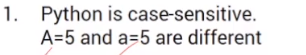 1. Python is case-sensitive.
A=5 and a=5 are different